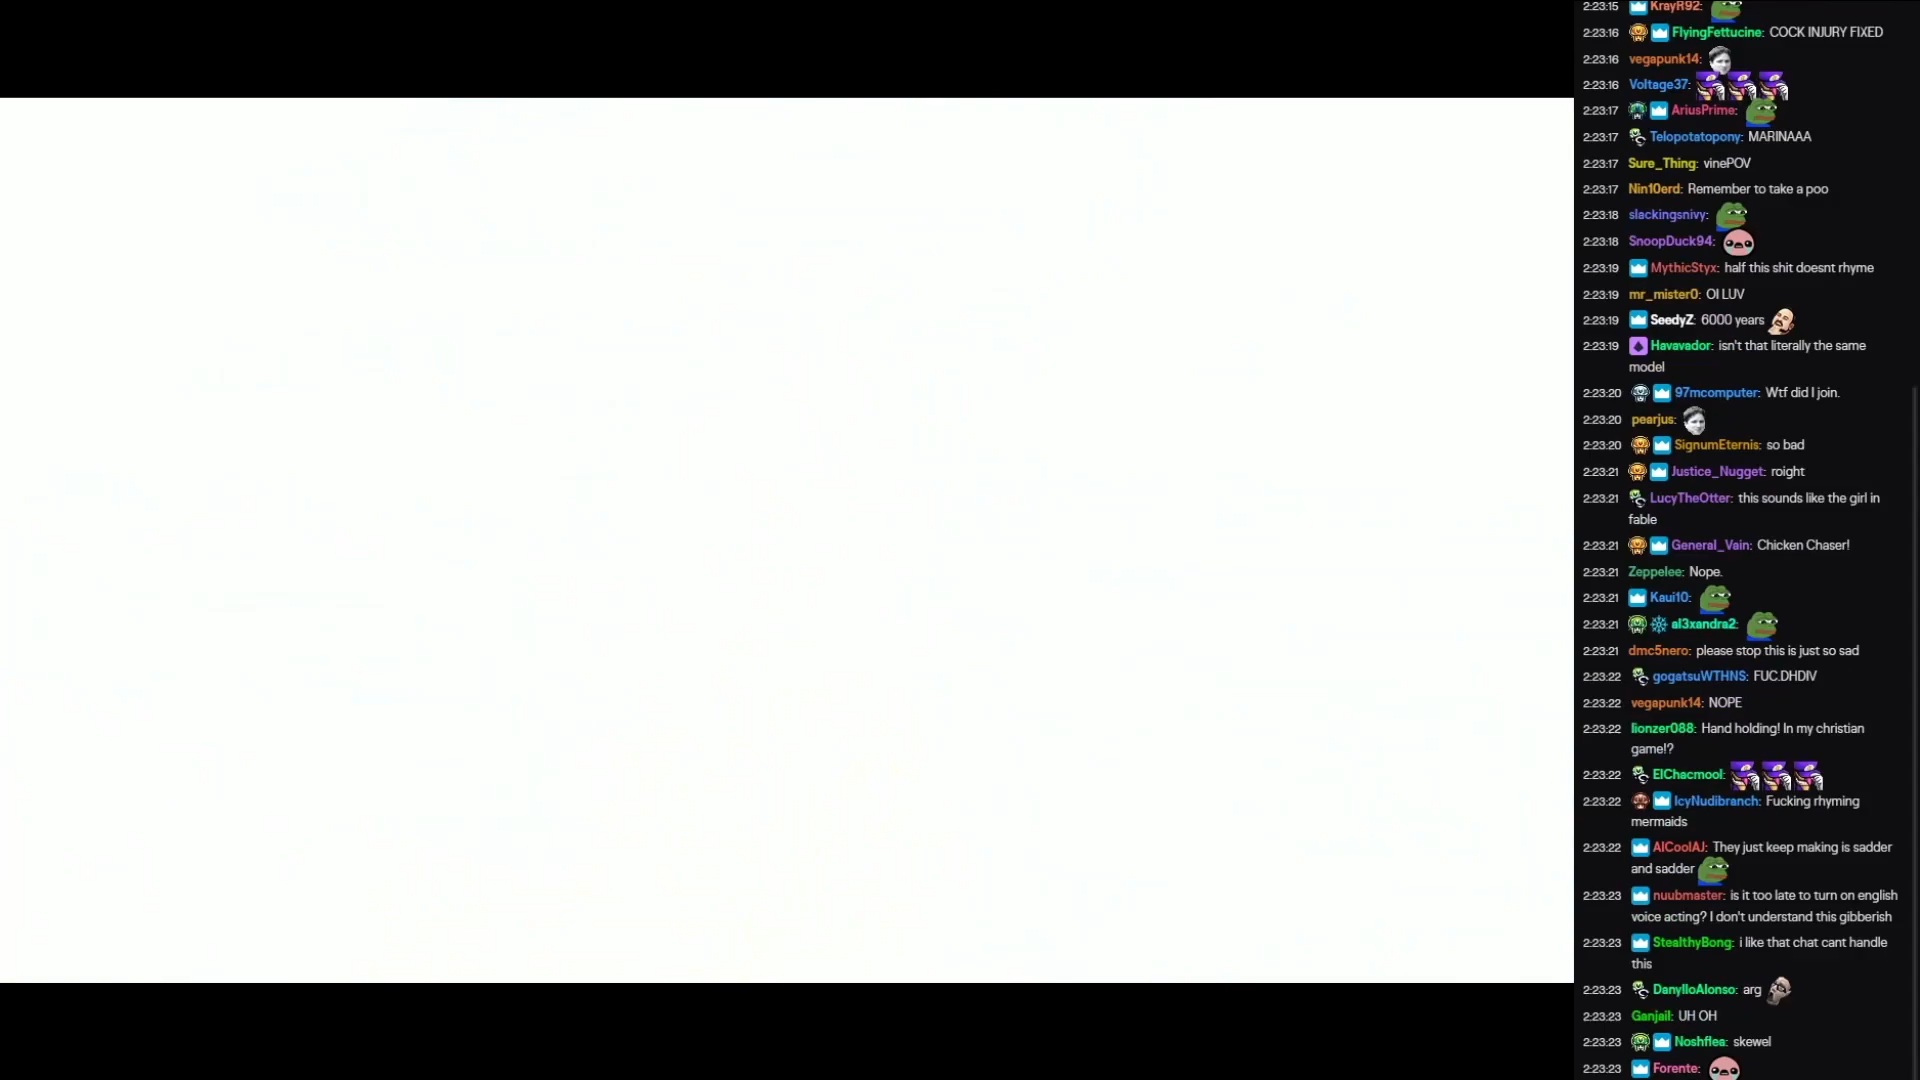 2:23:15 KrayR92:
2:23:16 FlyingFettucine: COCK INJURY FIXED
2:23:16 vegapunk14:
2:23:16 Voltage37:
2:23:17 AriusPrime:
2:23:17 Telopotatopony: MARINAAA
2:23:17 Sure_Thing: vinePOV
2:23:17 Nin10erd: Remember to take a poo
2:23:18 slackingsnivy:
2:23:18 SnoopDuck94:
2:23:19 MythicStyx: half this shit doesnt rhyme
2:23:19 mr_mister0: OI LUV
2:23:19 SeedyZ: 6000 years
2:23:19 Havavador: isn't that literally the same
model
2:23:20 97mcomputer: Wtf did I join.
2:23:20 pearjus:
2:23:20 SignumEternis: so bad
2:23:21 Justice_Nugget: roight
2:23:21 LucyTheOtter: this sounds like the girl in
fable
2:23:21 General_Vain: Chicken Chaser!
2:23:21 Zeppelee: Nope.
2:23:21 Kaui10:
2:23:21 al3xandra2:
2:23:21 dmc5nero: please stop this is just so sad
2:23:22 gogatsuWTHNS: FUC.DHDIV
2:23:22 vegapunk14: NOPE
2:23:22 lionzer088: Hand holding! In my christian
game!?
2:23:22 ElChacmool:
2:23:22 IcyNudibranch: Fucking rhyming
mermaids
2:23:22 AlCoolAJ: They just keep making is sadder
and sadder
2:23:23 nuubmaster: is it too late to turn on english
voice acting? I don't understand this gibberish
2:23:23 StealthyBong: i like that chat cant handle
this
2:23:23 DanylloAlonso: arg
2:23:23 Ganjail: UH OH
2:23:23 Noshflea: skewel
2:23:23 Forente: